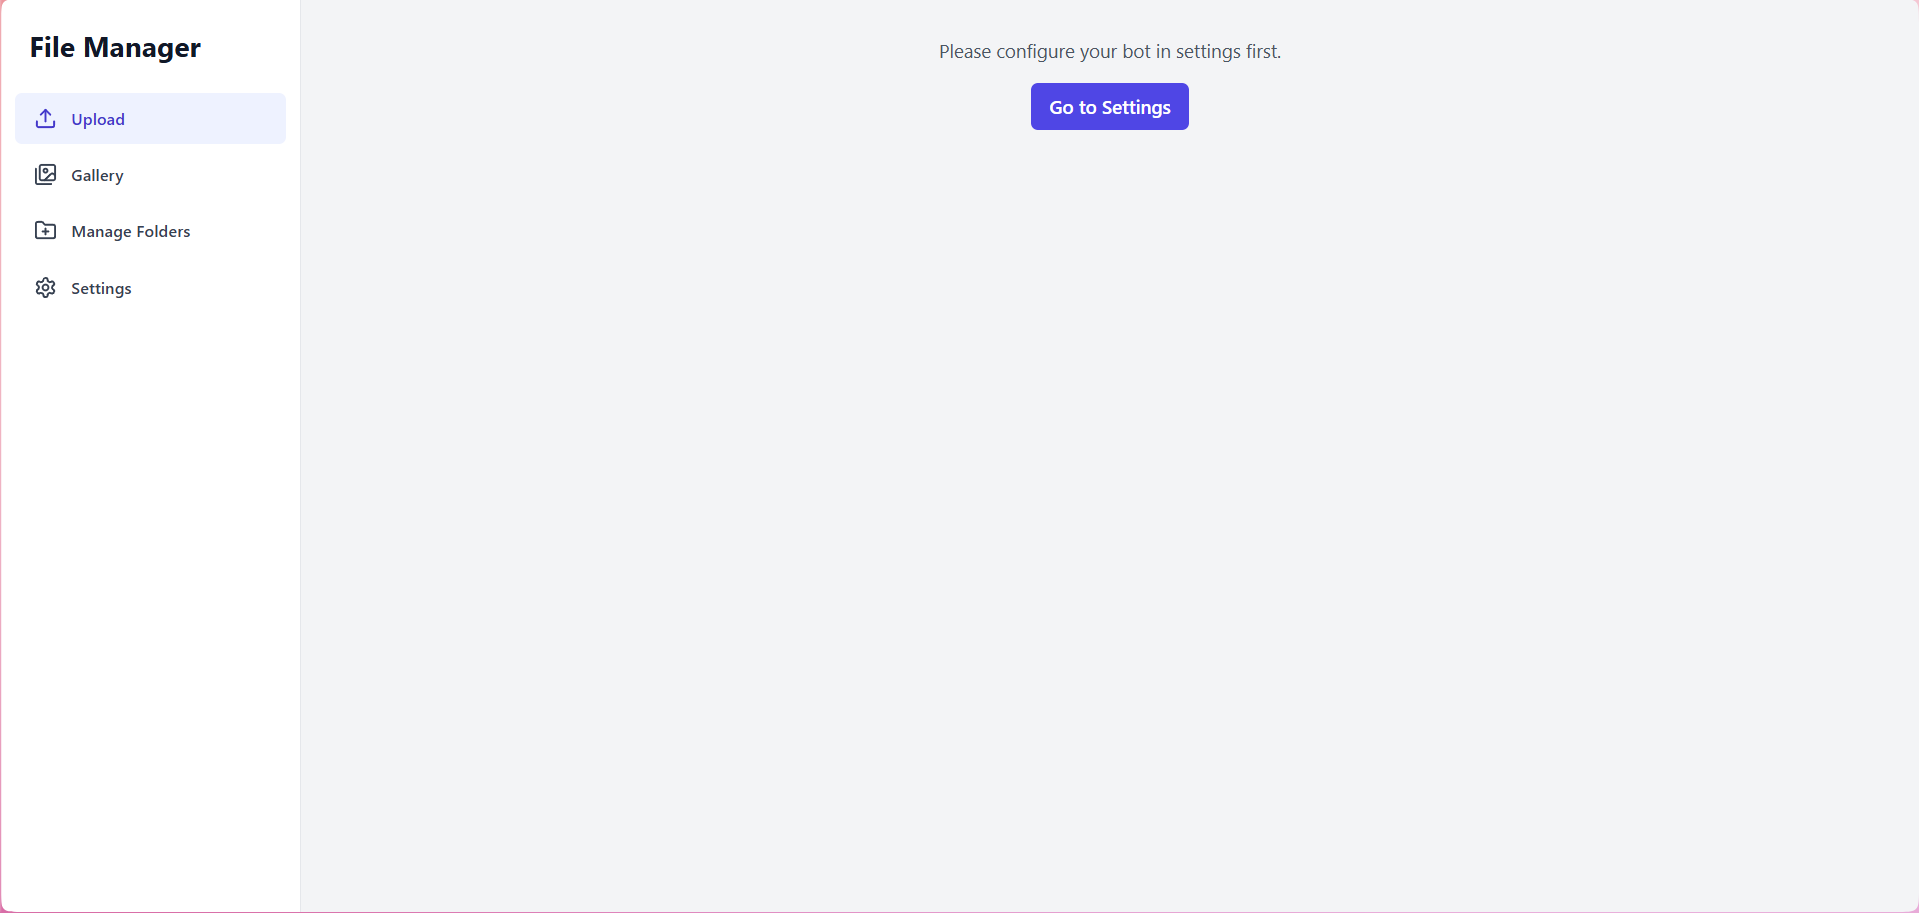 File Manager
Upload
Gallery
Manage Folders
Settings
Please configure your bot in settings first.
Go to Settings